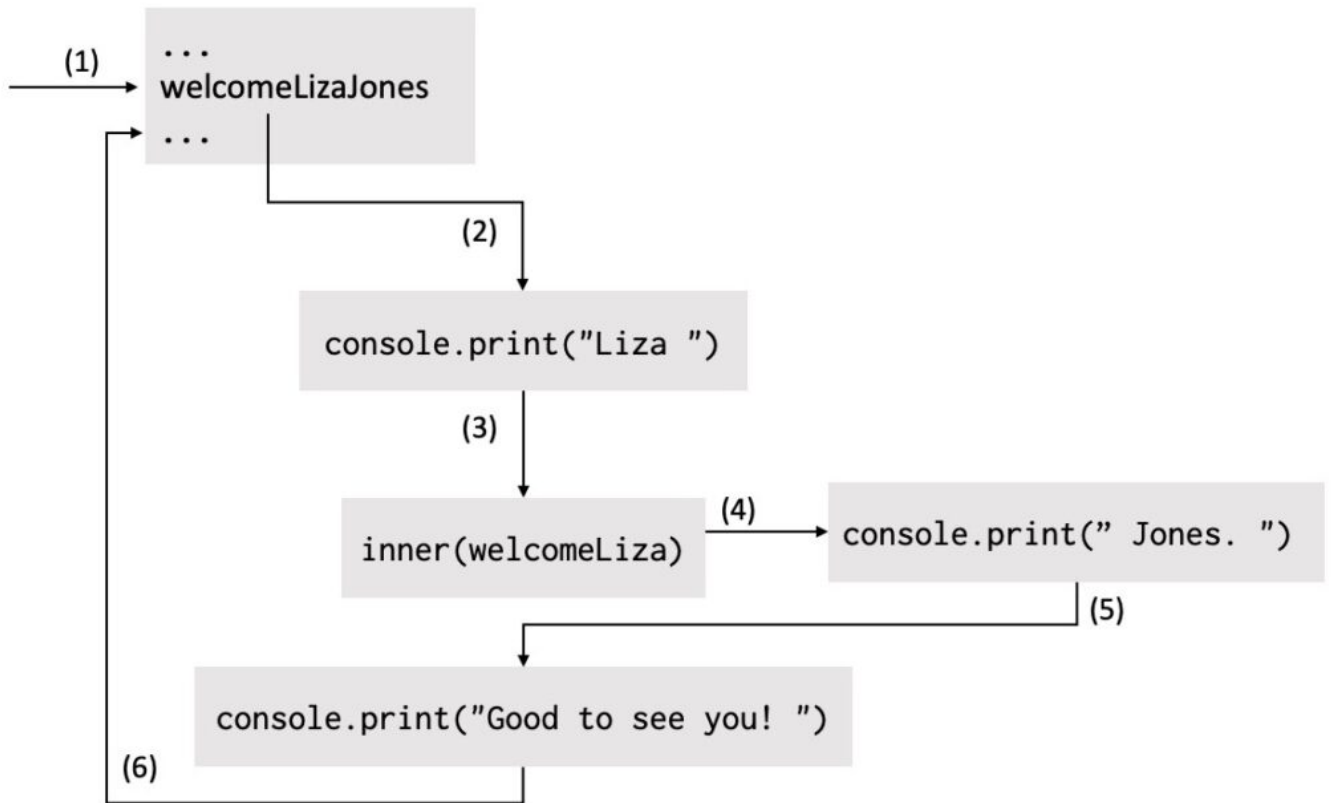 (1)
...
welcomeLizaJones
...
(2)
console.print("Liza ")
(3)
inner(welcomeLiza)
(4)
console.print(” Jones. ")
(5)
console.print("Good to see you! ")
(6)